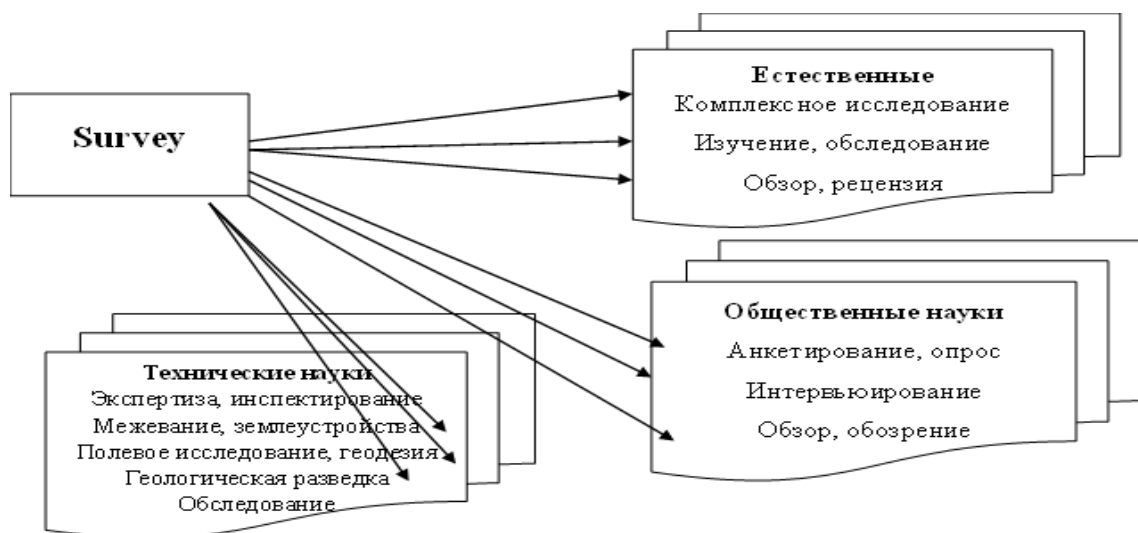 Survey
Естественные
Комплексное исследование
Изучение, обследование
Обзор, рецензия
Общественные науки
Анкетирование, опрос
Интервьюирование
Обзор, обозрение
Технические науки
Экспертиза, инспектирование
Межевание, землеустройства
Полевое исследование, геодезия
Геологическая разведка
Обследование